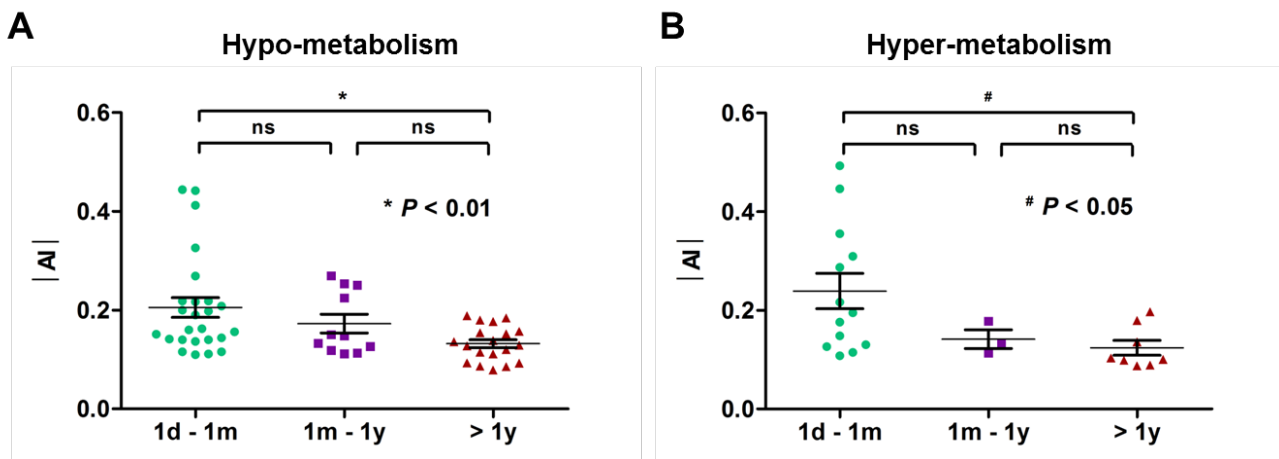 A
Hypo-metabolism
*
ns
ns
* P < 0.01
0.6
0.4
0.2
0.0
| AI |
1d - 1m
1m - 1y
> 1y
B
Hyper-metabolism
#
ns
ns
# P < 0.05
0.6
0.4
0.2
0.0
| AI |
1d - 1m
1m - 1y
> 1y